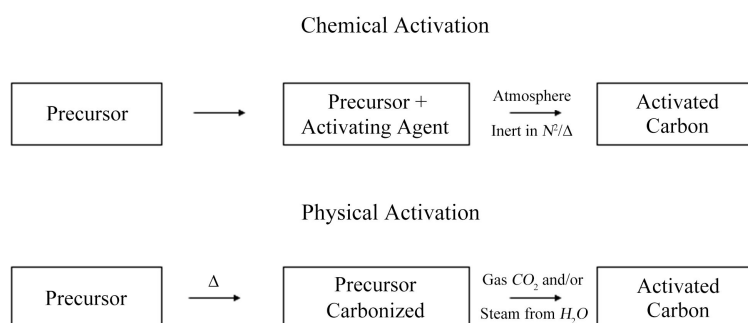 Chemical Activation
Precursor
Precursor +
Activating Agent
Atmosphere
Inert in N²/Δ
Activated
Carbon
Physical Activation
Precursor
Δ
Precursor
Carbonized
Gas CO₂ and/or
Steam from H₂O
Activated
Carbon